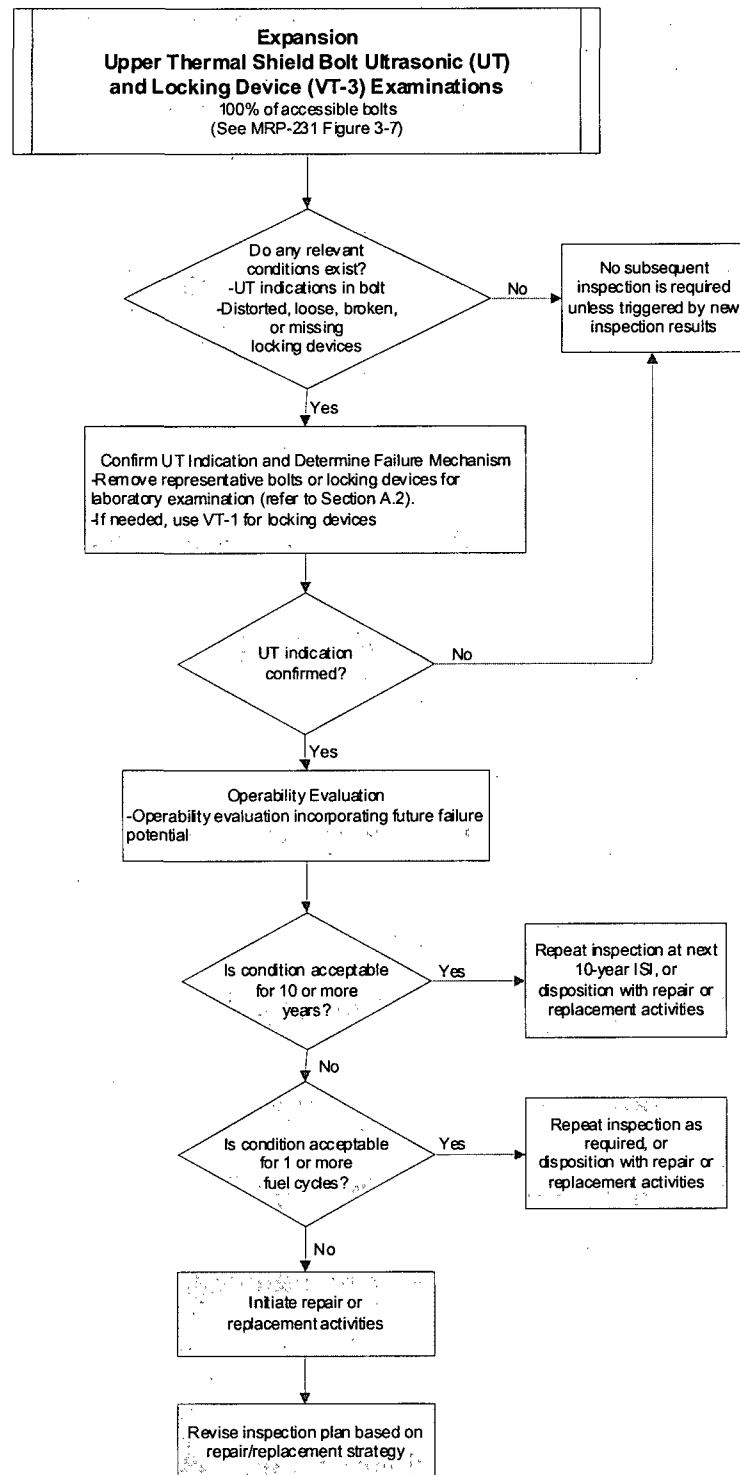 Expansion
Upper Thermal Shield Bolt Ultrasonic (UT)
and Locking Device (VT-3) Examinations
100% of accessible bolts
(See MRP-231 Figure 3-7)
Do any relevant
conditions exist?
-UT indications in bolt
-Distorted, loose, broken,
or missing
locking devices
No
No subsequent
inspection is required
unless triggered by new
inspection results
Yes
Confirm UT Indication and Determine Failure Mechanism
-Remove representative bolts or locking devices for
laboratory examination (refer to Section A.2).
-If needed, use VT-1 for locking devices
UT indication
confirmed?
No
Yes
Operability Evaluation
-Operability evaluation incorporating future failure
potential
Is condition acceptable
for 10 or more
years?
Yes
Repeat inspection at next
10-year ISI, or
disposition with repair or
replacement activities
No
Is condition acceptable
for 1 or more
fuel cycles?
Yes
Repeat inspection as
required, or
disposition with repair or
replacement activities
No
Initiate repair or
replacement activities
Revise inspection plan based on
repair/replacement strategy